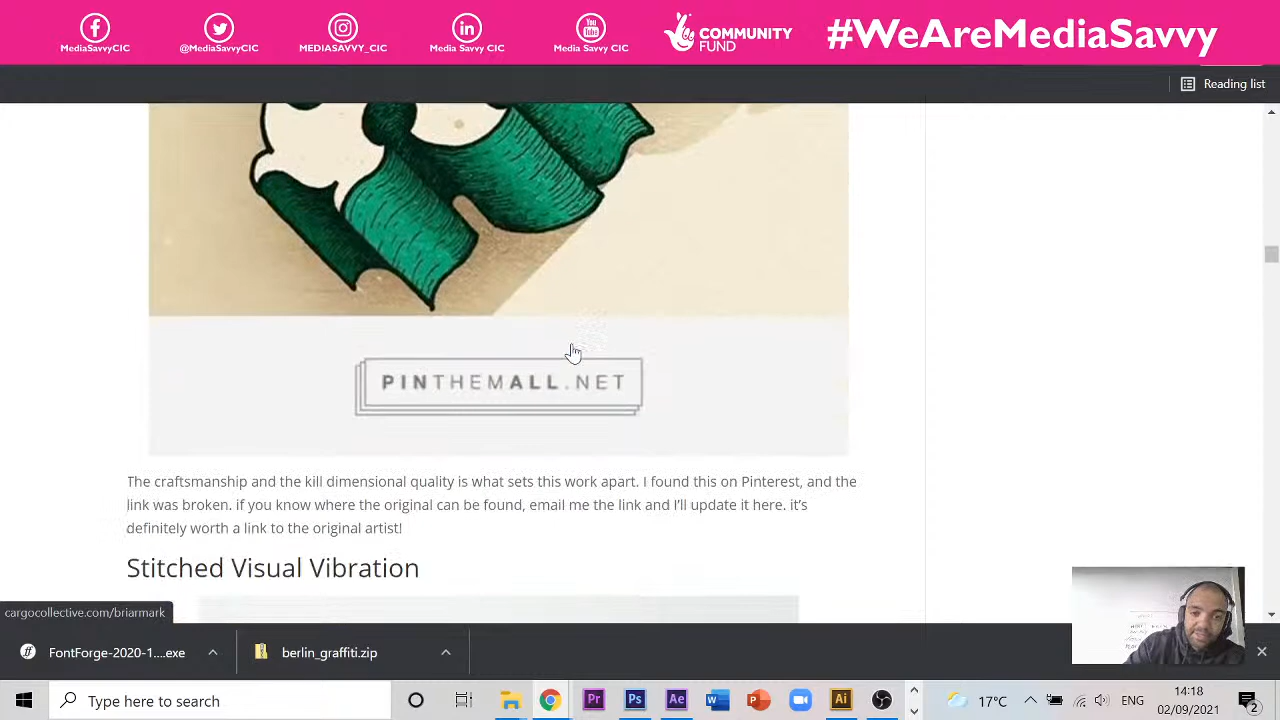 MediaSavvyCIC
@MediaSavvyCIC
MEDIASAVVY_CIC
Media Savvy CIC
You Tube
Media Savvy CIC
COMMUNITY
FUND
#WeAreMediaSavvy
Reading list
PINTHEMALL.NET
The craftsmanship and the kill dimensional quality is what sets this work apart. I found this on Pinterest, and the
link was broken. if you know where the original can be found, email me the link and I'll update it here. it's
definitely worth a link to the original artist!
Stitched Visual Vibration
cargocollective.com/briarmark
FontForge-2020-1....exe
berlin_graffiti.zip
Type here to search
17°C
ENG
14:18
02/09/2021
2